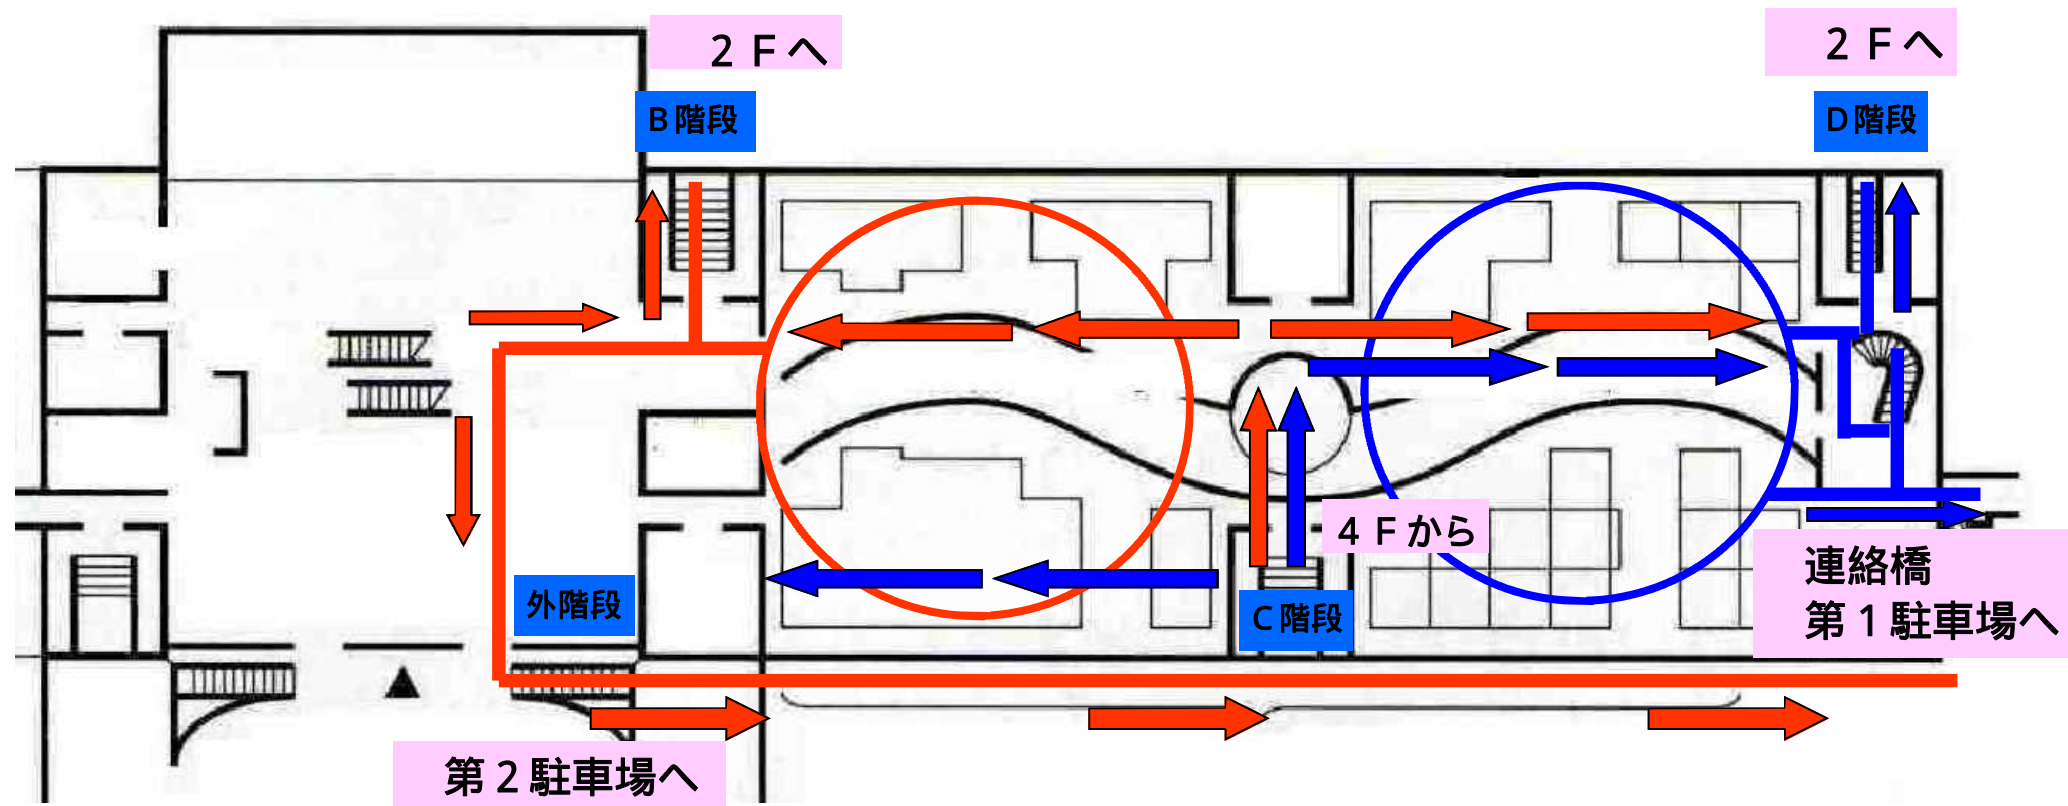 ２Ｆへ
２Ｆへ
Ｂ階段
Ｄ階段
４Ｆから
連絡橋
第１駐車場へ
外階段
Ｃ階段
第２駐車場へ